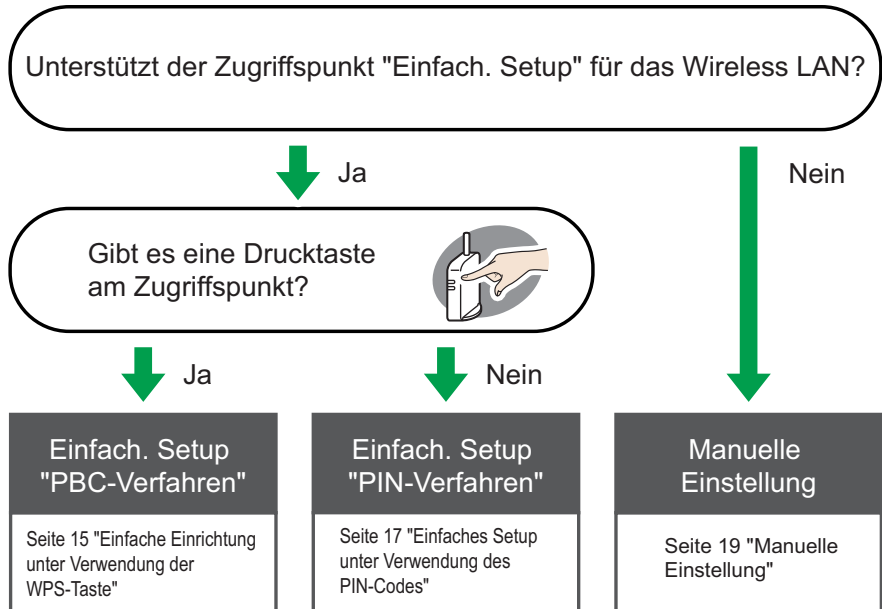 Unterstützt der Zugriffspunkt "Einfach. Setup" für das Wireless LAN?
Ja
Nein
Gibt es eine Drucktaste
am Zugriffspunkt?
Ja
Nein
Einfach. Setup
"PBC-Verfahren"
Seite 15 "Einfache Einrichtung
unter Verwendung der
WPS-Taste"
Einfach. Setup
"PIN-Verfahren"
Seite 17 "Einfaches Setup
unter Verwendung des
PIN-Codes"
Manuelle
Einstellung
Seite 19 "Manuelle
Einstellung"